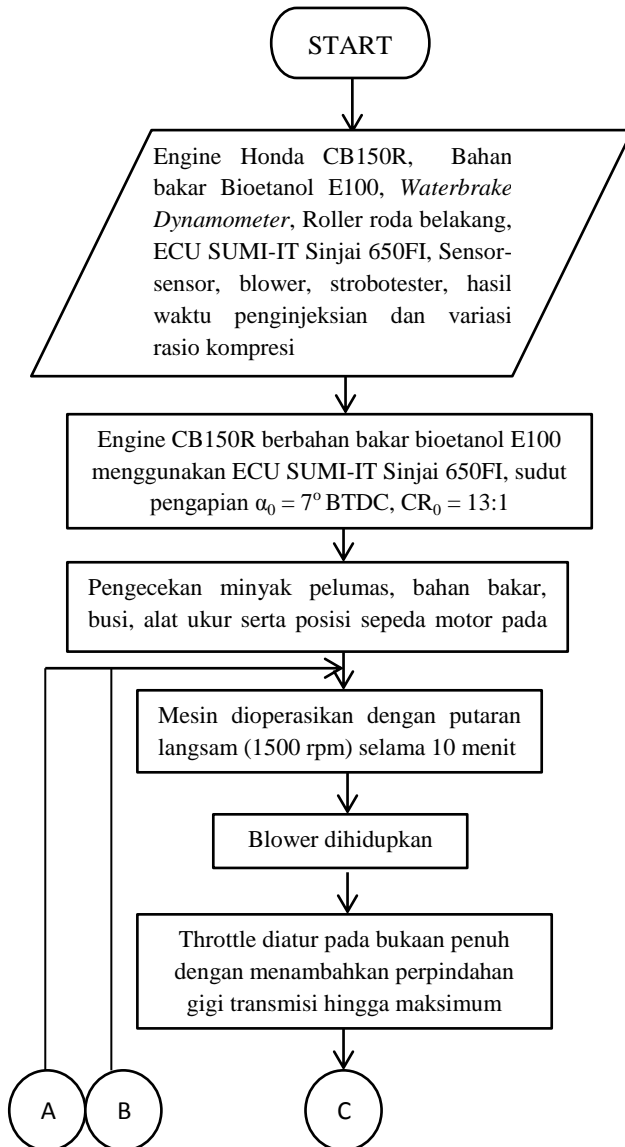 START
Engine Honda CB150R, Bahan
bakar Bioetanol E100, Waterbrake
Dynamometer, Roller roda belakang,
ECU SUMI-IT Sinjai 650FI, Sensor-
sensor, blower, strobotester, hasil
waktu penginjeksian dan variasi
rasio kompresi
Engine CB150R berbahan bakar bioetanol E100
menggunakan ECU SUMI-IT Sinjai 650FI, sudut
pengapian α₀ = 7° BTDC, CR₀ = 13:1
Pengecekan minyak pelumas, bahan bakar,
busi, alat ukur serta posisi sepeda motor pada
Mesin dioperasikan dengan putaran
langsam (1500 rpm) selama 10 menit
Blower dihidupkan
Throttle diatur pada bukaan penuh
dengan menambahkan perpindahan
gigi transmisi hingga maksimum
A B C